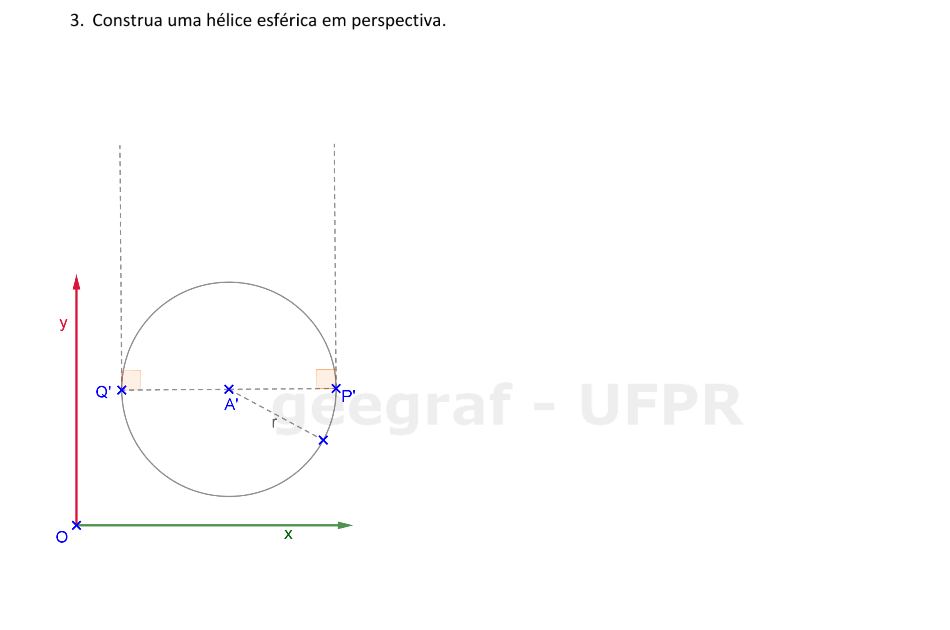 3. Construa uma hélice esférica em perspectiva.
y
Q'
A'
P'
r
geegraf - UFPR
O
x